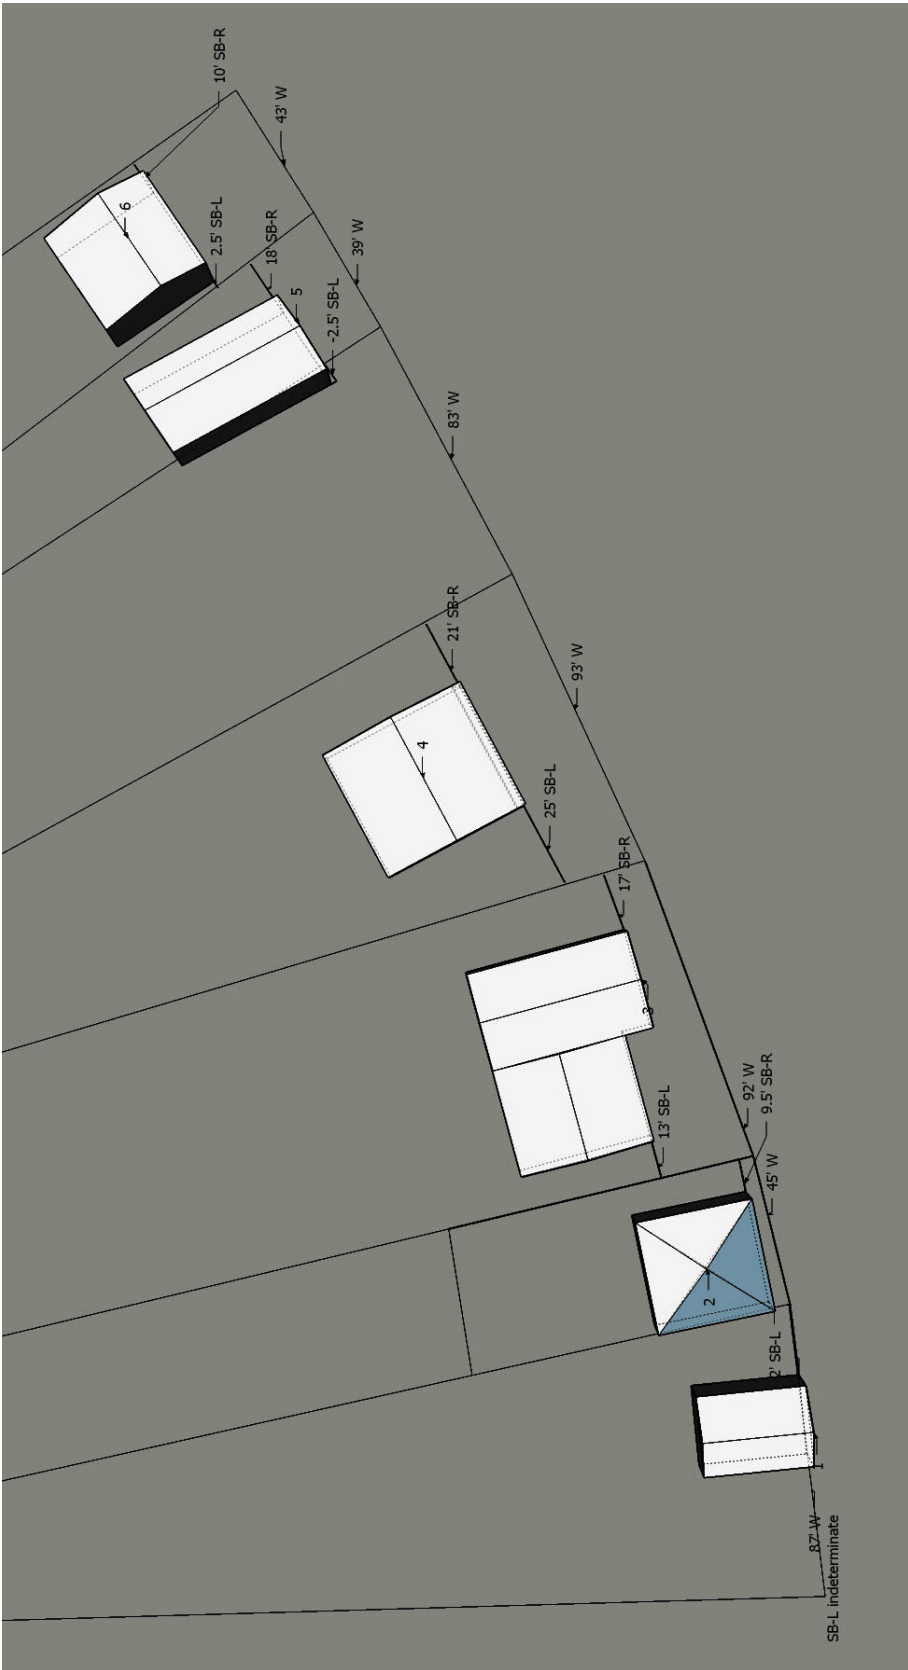 10' SB-R
43' W
6
2.5' SB-L
18' SB-R
39' W
5
-2.5' SB-L
83' W
21' SB-R
93' W
4
25' SB-L
17' SB-R
3
13' SB-L
92' W
9.5' SB-R
45' W
2
2' SB-L
1
87' W
SB-L indeterminate